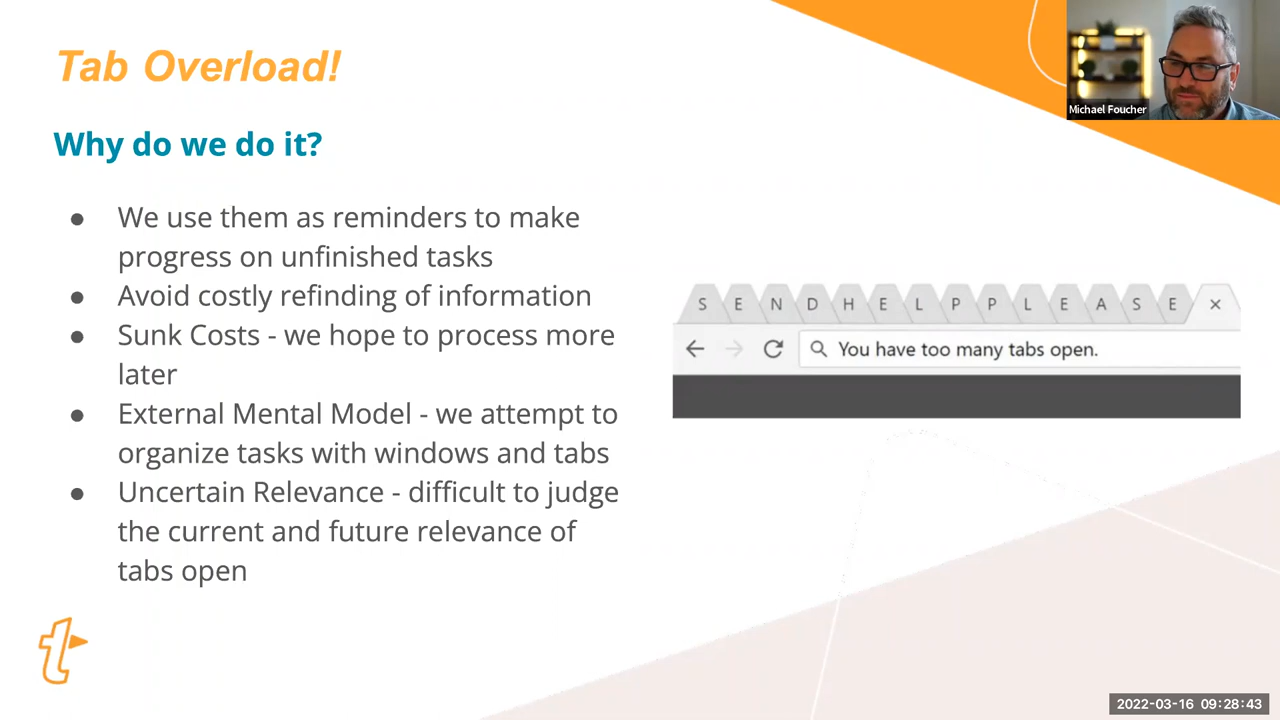 Tab Overload!
Michael Foucher
Why do we do it?
● We use them as reminders to make
progress on unfinished tasks
● Avoid costly refinding of information
● Sunk Costs - we hope to process more
later
● External Mental Model - we attempt to
organize tasks with windows and tabs
● Uncertain Relevance - difficult to judge
the current and future relevance of
tabs open
S E N D H E L P P L E A S E ×
You have too many tabs open.
t
2022-03-16 09:28:43